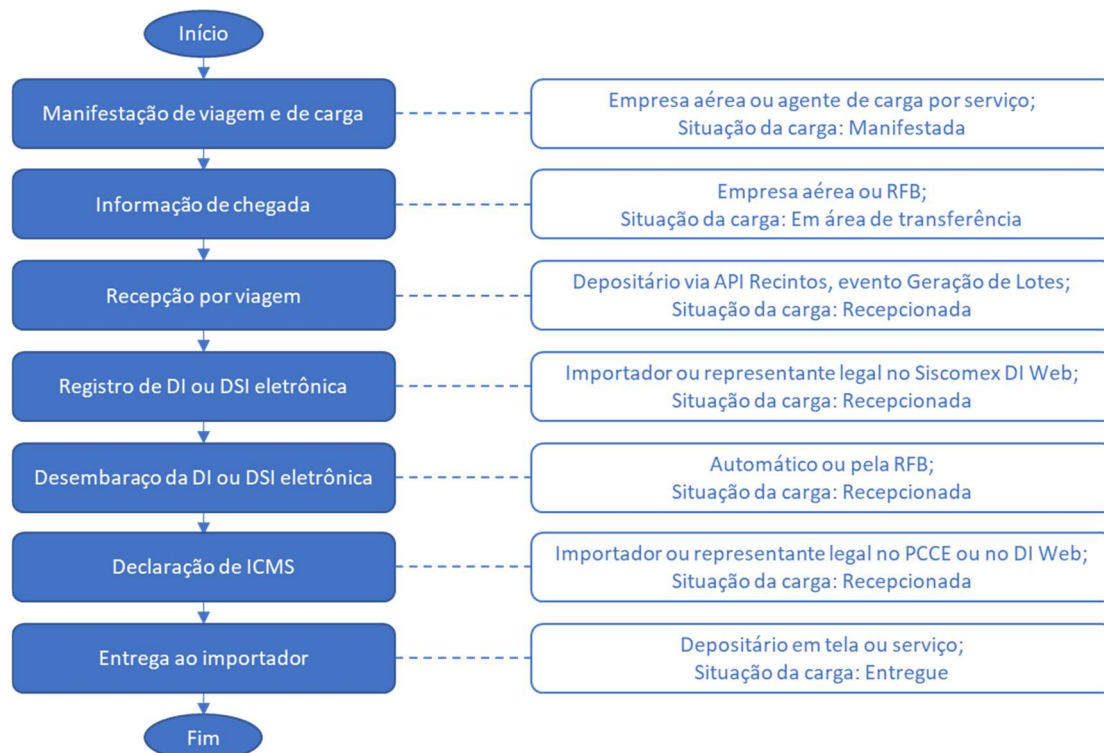 Início
Manifestação de viagem e de carga
Empresa aérea ou agente de carga por serviço;
Situação da carga: Manifestada
Informação de chegada
Empresa aérea ou RFB;
Situação da carga: Em área de transferência
Recepção por viagem
Depositário via API Recintos, evento Geração de Lotes;
Situação da carga: Recepcionada
Registro de DI ou DSI eletrônica
Importador ou representante legal no Siscomex DI Web;
Situação da carga: Recepcionada
Desembaraço da DI ou DSI eletrônica
Automático ou pela RFB;
Situação da carga: Recepcionada
Declaração de ICMS
Importador ou representante legal no PCCE ou no DI Web;
Situação da carga: Recepcionada
Entrega ao importador
Depositário em tela ou serviço;
Situação da carga: Entregue
Fim